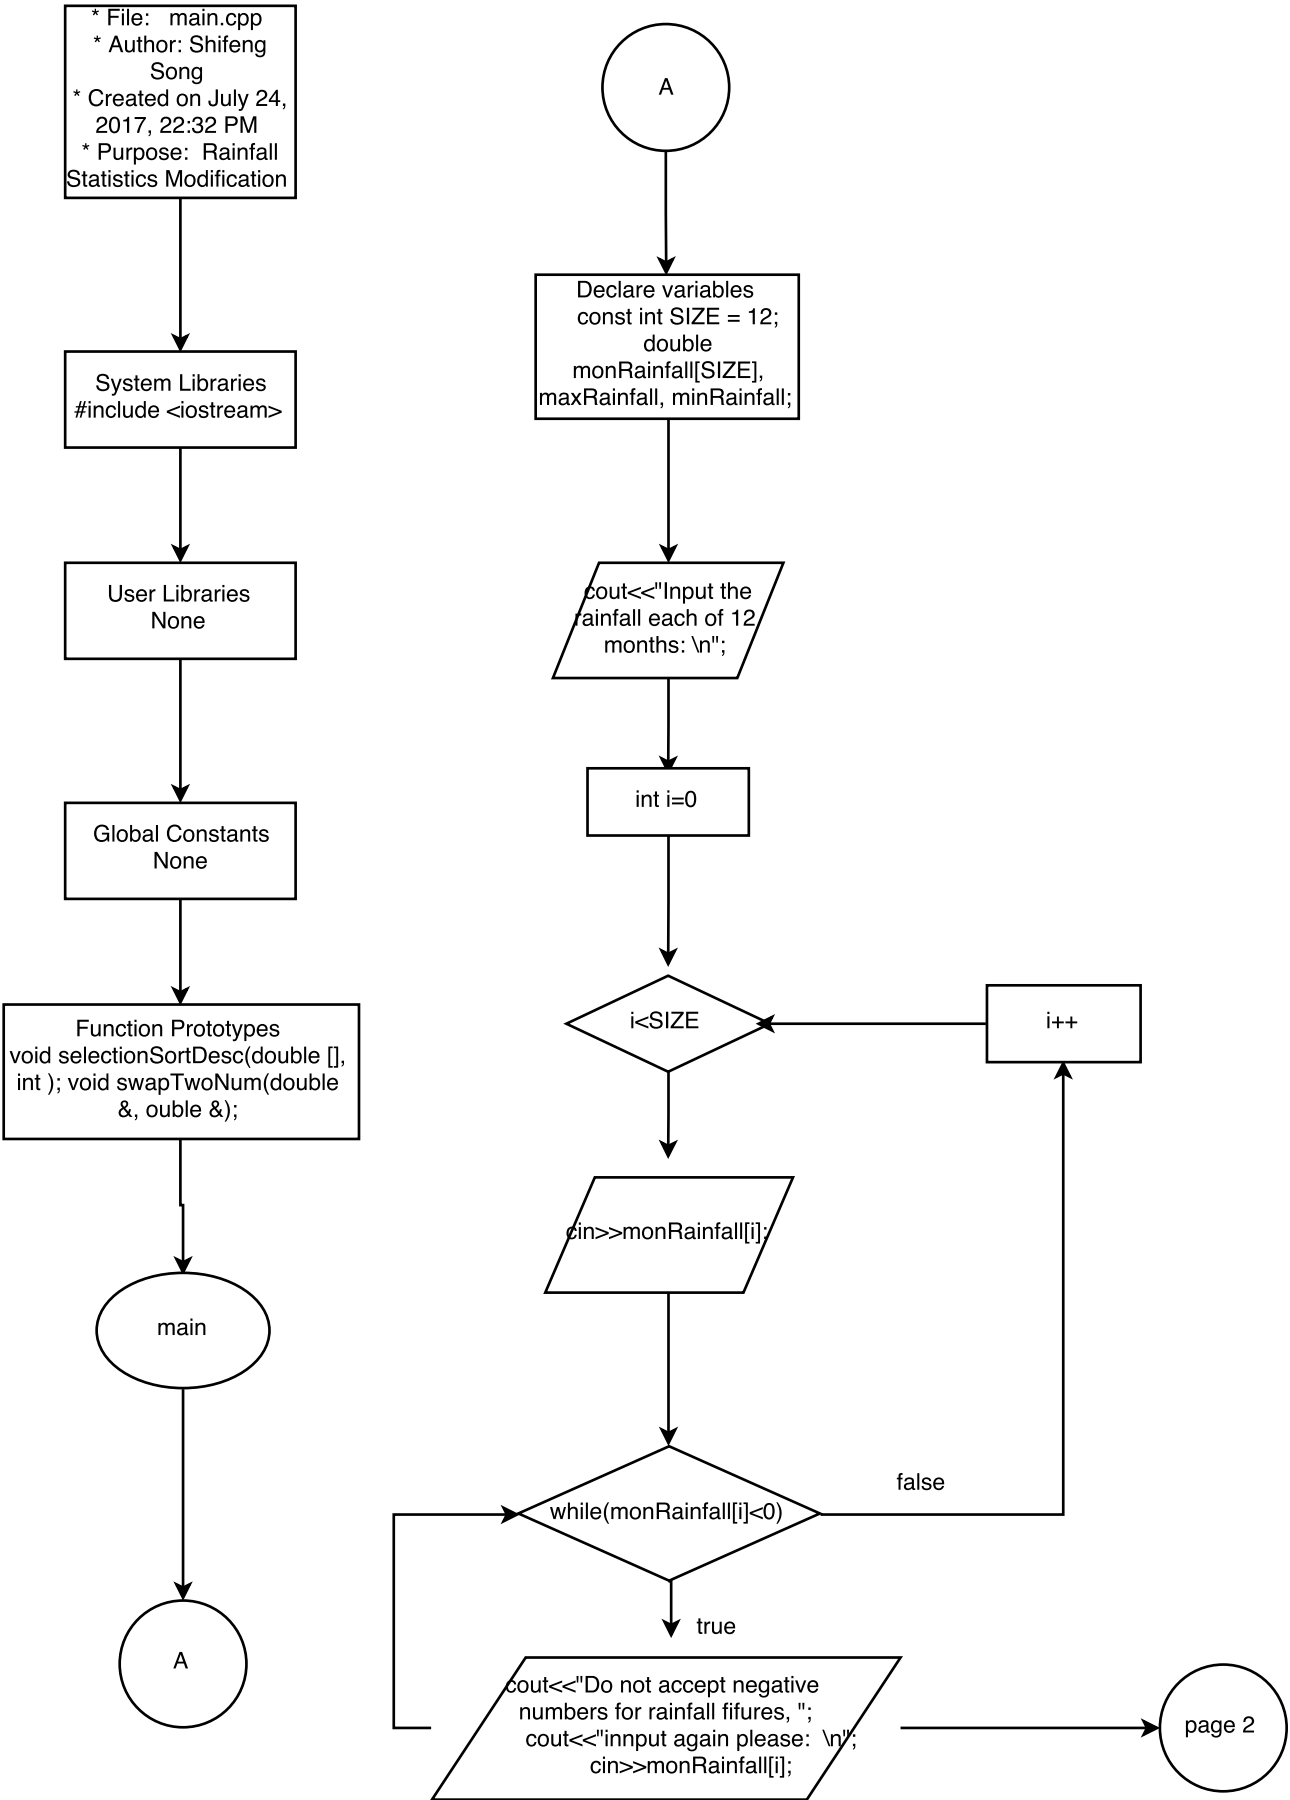 * File:   main.cpp
* Author: Shifeng
Song
* Created on July 24,
2017, 22:32 PM
* Purpose:  Rainfall
Statistics Modification
System Libraries
#include <iostream>
User Libraries
None
Global Constants
None
Function Prototypes
void selectionSortDesc(double [],
int ); void swapTwoNum(double
&, ouble &);
main
A
A
Declare variables
const int SIZE = 12;
double
monRainfall[SIZE],
maxRainfall, minRainfall;
cout<<"Input the
rainfall each of 12
months: \n";
int i=0
i<SIZE
i++
cin>>monRainfall[i];
while(monRainfall[i]<0)
false
true
cout<<"Do not accept negative
numbers for rainfall fifures, ";
cout<<"innput again please:  \n";
cin>>monRainfall[i];
page 2